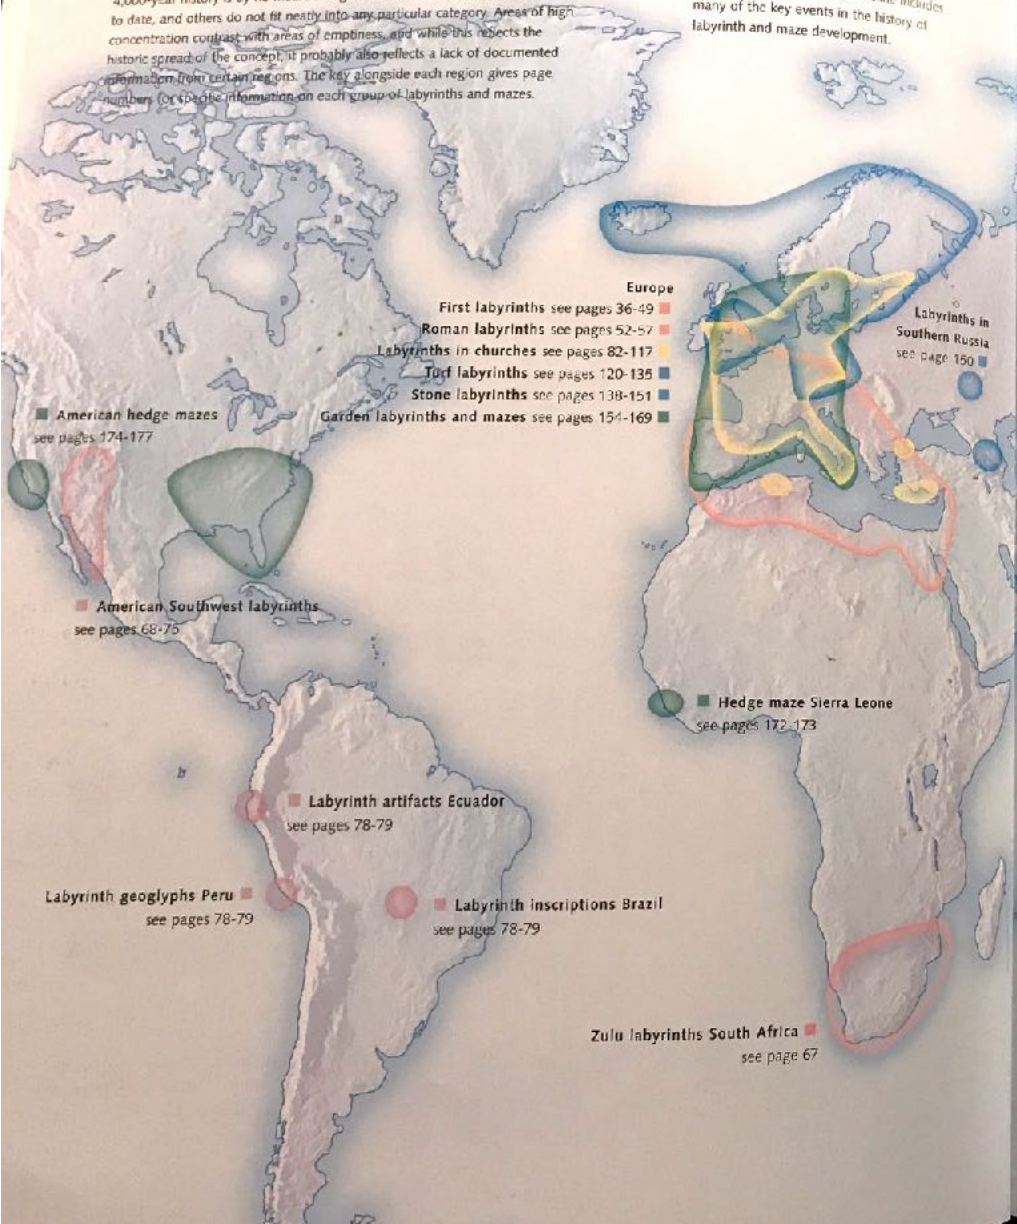 4,000-year history is by no
to date, and others do not fit neatly into any particular category. Areas of high
concentration contrast with areas of emptiness, and while this reflects the
historic spread of the concept, it probably also reflects a lack of documented
information from certain regions. The key alongside each region gives page
numbers for specific information on each group of labyrinths and mazes.
includes
many of the key events in the history of
labyrinth and maze development.
Europe
First labyrinths see pages 36-49
Roman labyrinths see pages 52-57
Labyrinths in churches see pages 82-117
Turf labyrinths see pages 120-135
Stone labyrinths see pages 138-151
Garden labyrinths and mazes see pages 154-169
Labyrinths in
Southern Russia
see page 150
American hedge mazes
see pages 174-177
American Southwest labyrinths
see pages 68-75
Hedge maze Sierra Leone
see pages 172-173
Labyrinth artifacts Ecuador
see pages 78-79
Labyrinth geoglyphs Peru
see pages 78-79
Labyrinth inscriptions Brazil
see pages 78-79
Zulu labyrinths South Africa
see page 67